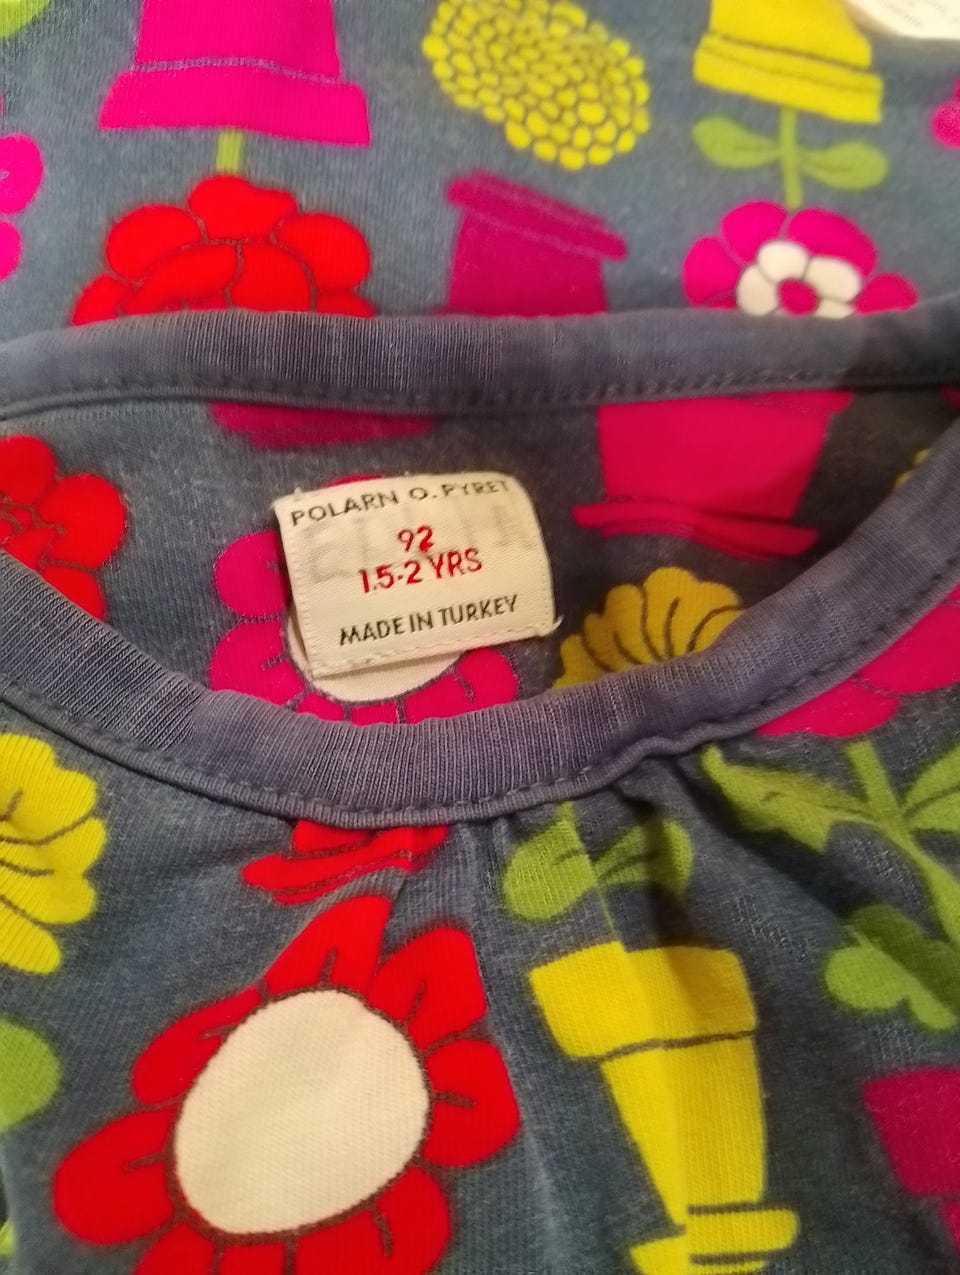 POLARN O. PYRET
92
1.5-2 YRS
MADE IN TURKEY